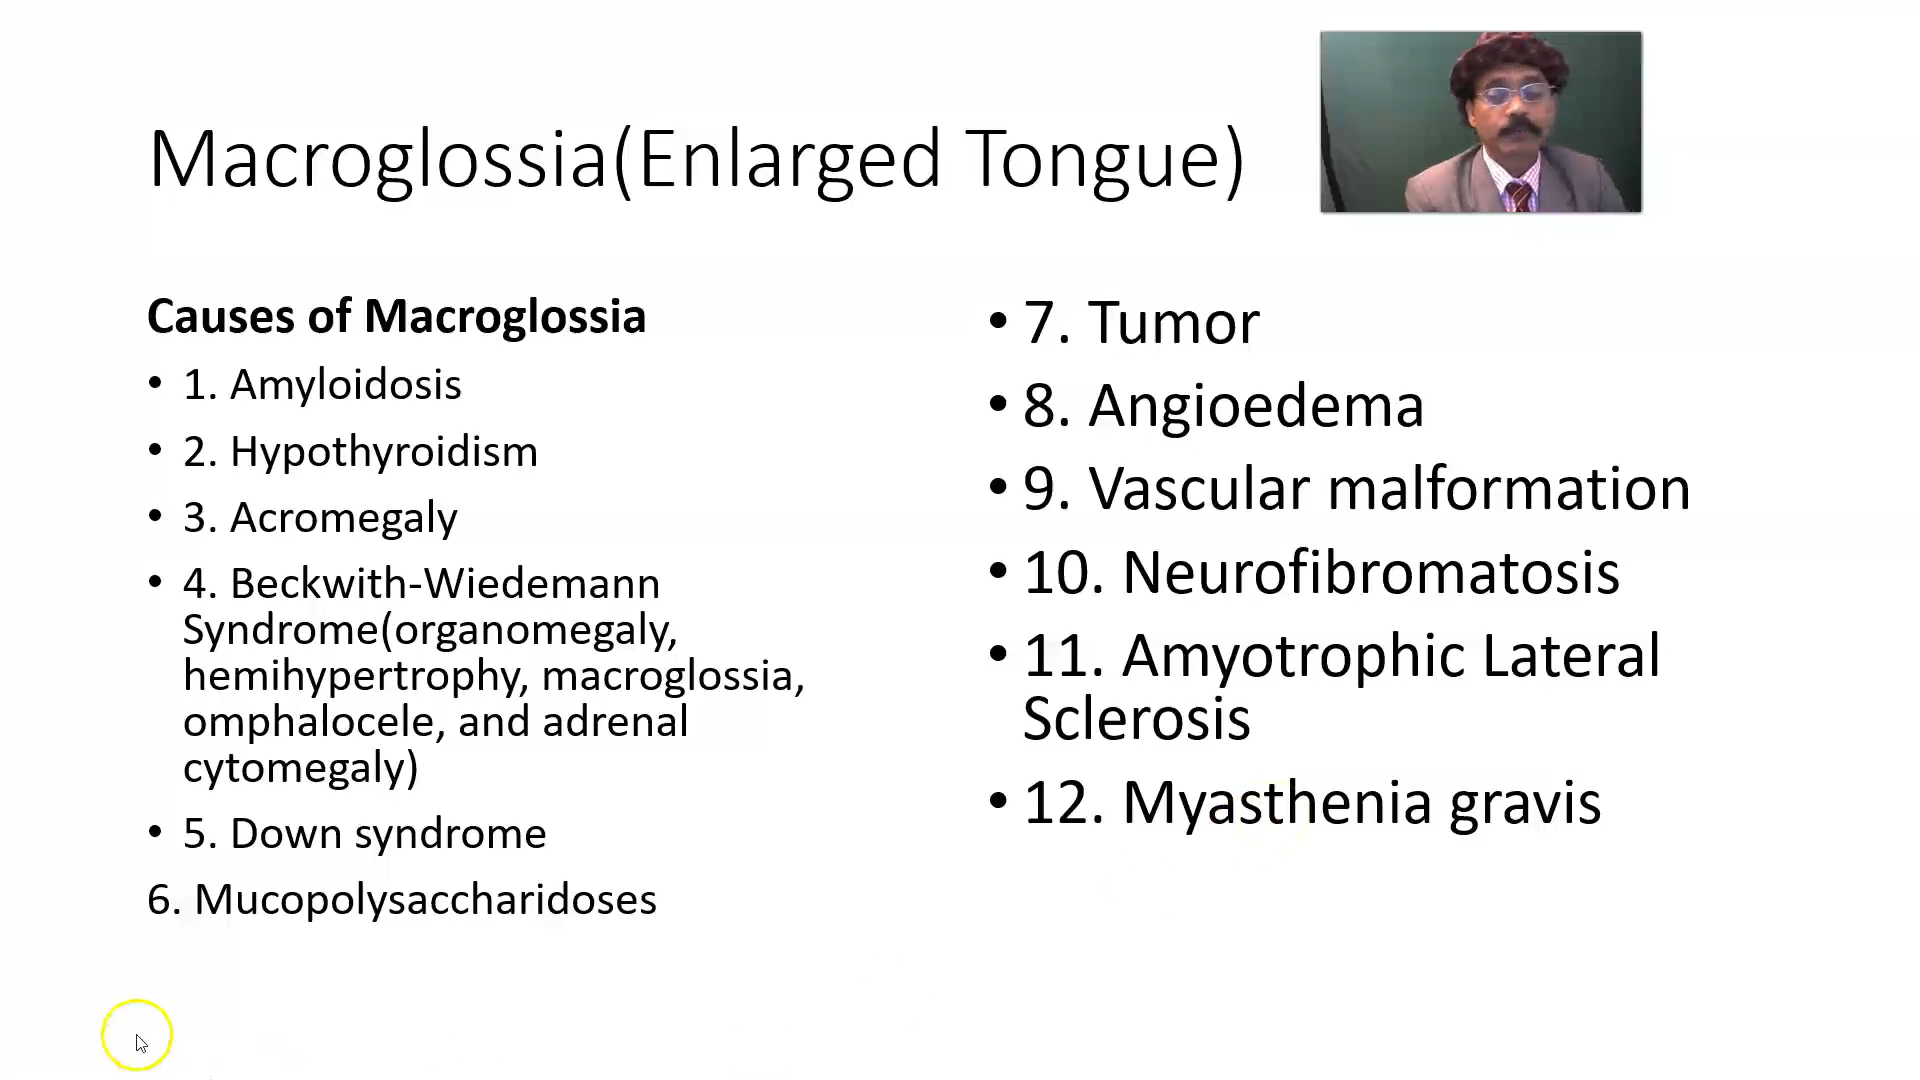 Macroglossia(Enlarged Tongue)
Causes of Macroglossia
• 1. Amyloidosis
• 2. Hypothyroidism
• 3. Acromegaly
• 4. Beckwith-Wiedemann
Syndrome(organomegaly,
hemihypertrophy, macroglossia,
omphalocele, and adrenal
cytomegaly)
• 5. Down syndrome
6. Mucopolysaccharidoses
• 7. Tumor
• 8. Angioedema
• 9. Vascular malformation
• 10. Neurofibromatosis
• 11. Amyotrophic Lateral
Sclerosis
• 12. Myasthenia gravis